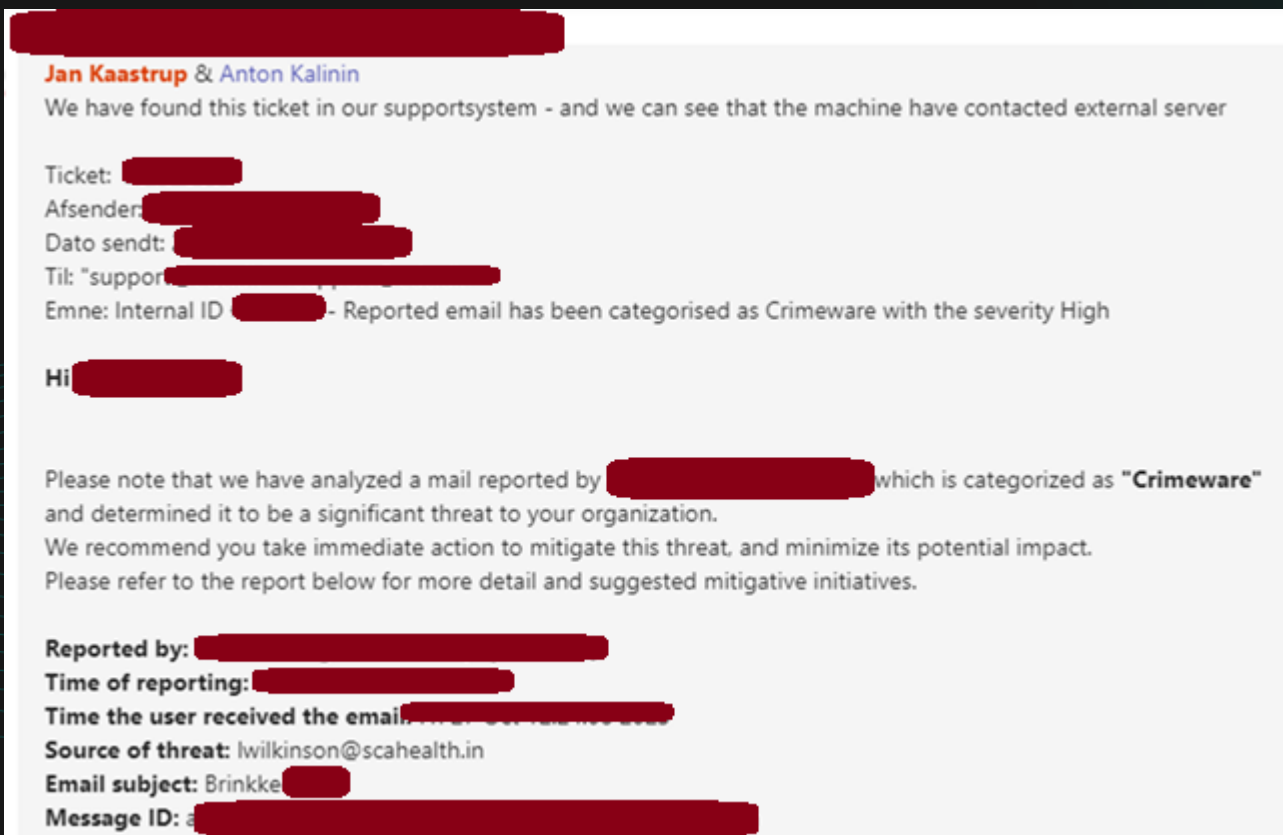 Jan Kaastrup & Anton Kalinin
We have found this ticket in our supportsystem - and we can see that the machine have contacted external server
Ticket:
Afsender:
Dato sendt:
Til: "suppor
Emne: Internal ID - Reported email has been categorised as Crimeware with the severity High
Hi
Please note that we have analyzed a mail reported by which is categorized as "Crimeware"
and determined it to be a significant threat to your organization.
We recommend you take immediate action to mitigate this threat, and minimize its potential impact.
Please refer to the report below for more detail and suggested mitigative initiatives.
Reported by:
Time of reporting:
Time the user received the email
Source of threat: lwilkinson@scahealth.in
Email subject: Brinkke
Message ID: a